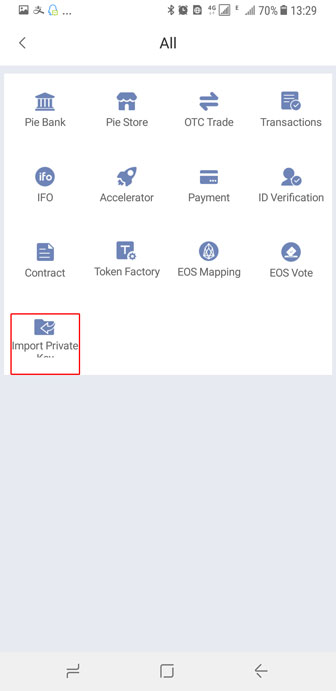 ... 4G E 70% 13:29
All
Pie Bank Pie Store OTC Trade Transactions
ifo
IFO Accelerator Payment ID Verification
T
Contract Token Factory EOS Mapping EOS Vote
Import Private
Key